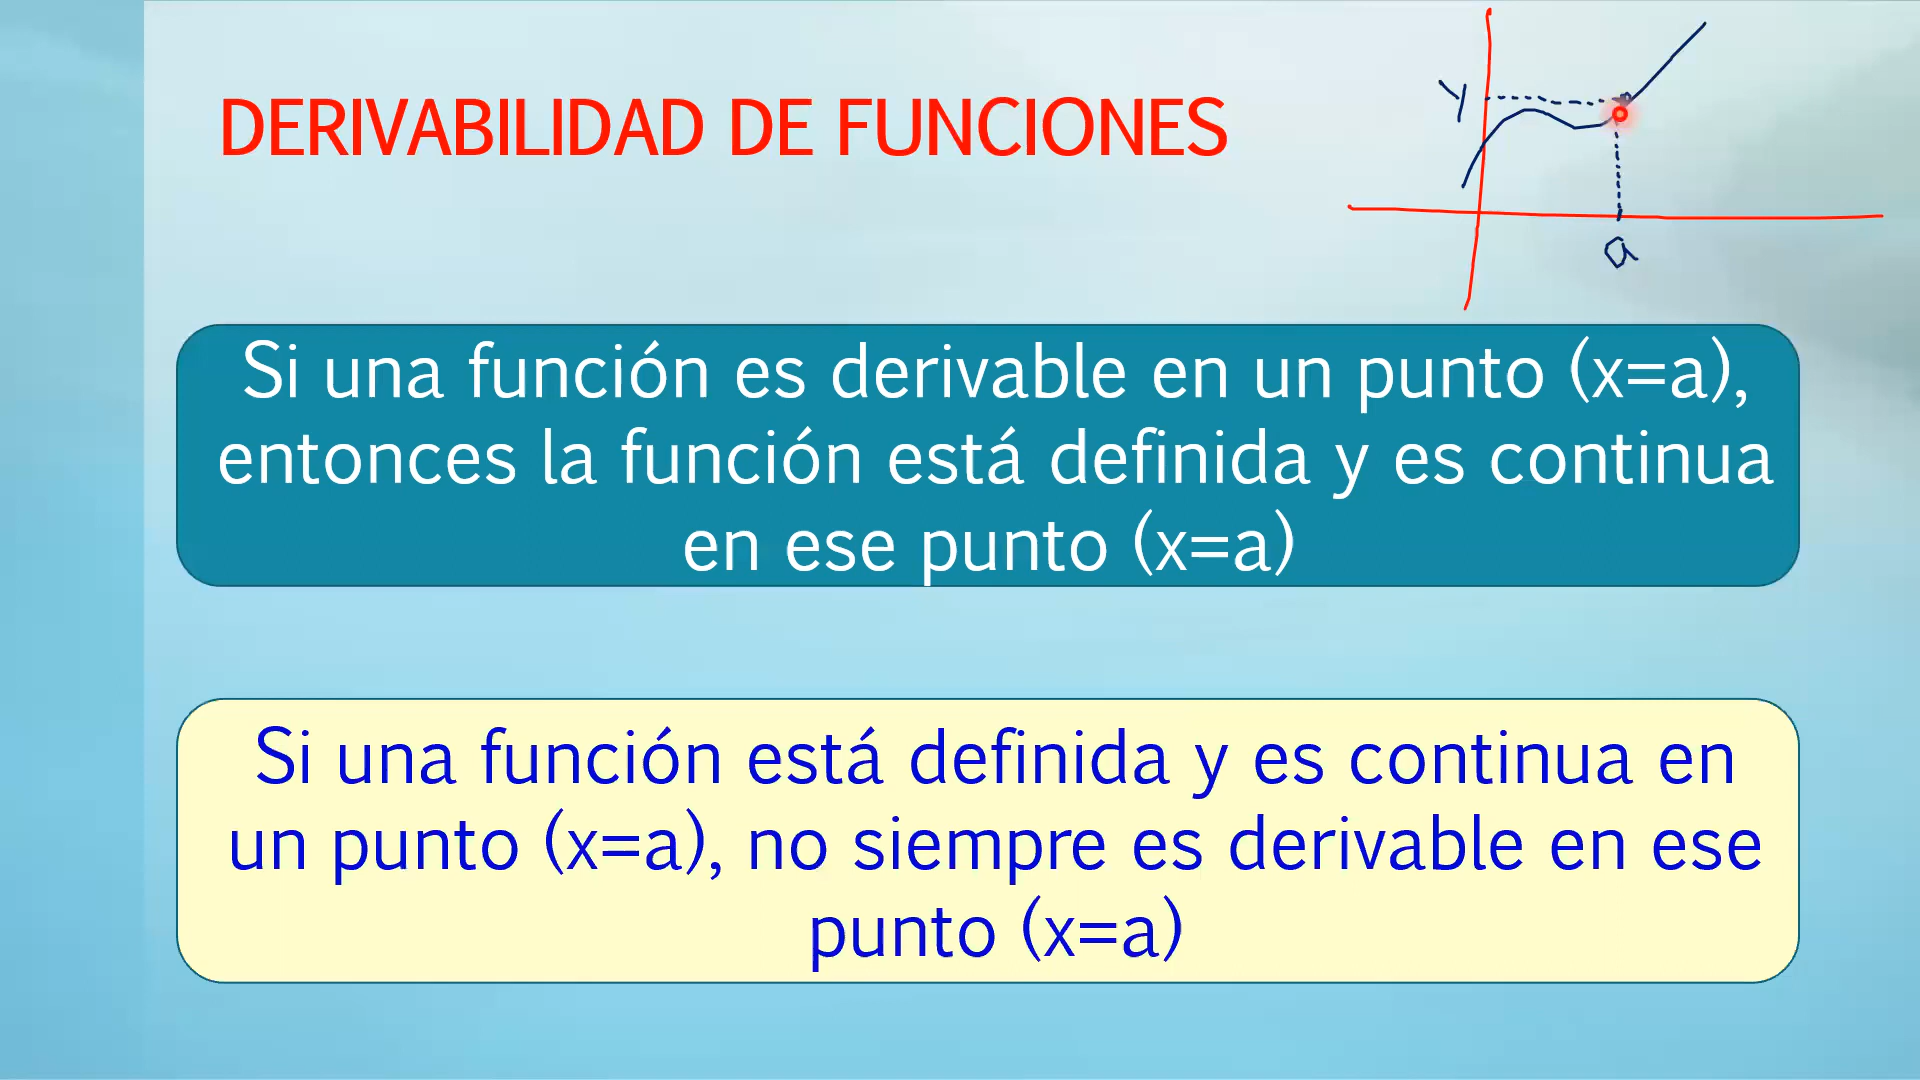 DERIVABILIDAD DE FUNCIONES
y
a
Si una función es derivable en un punto (x=a),
entonces la función está definida y es continua
en ese punto (x=a)
Si una función está definida y es continua en
un punto (x=a), no siempre es derivable en ese
punto (x=a)